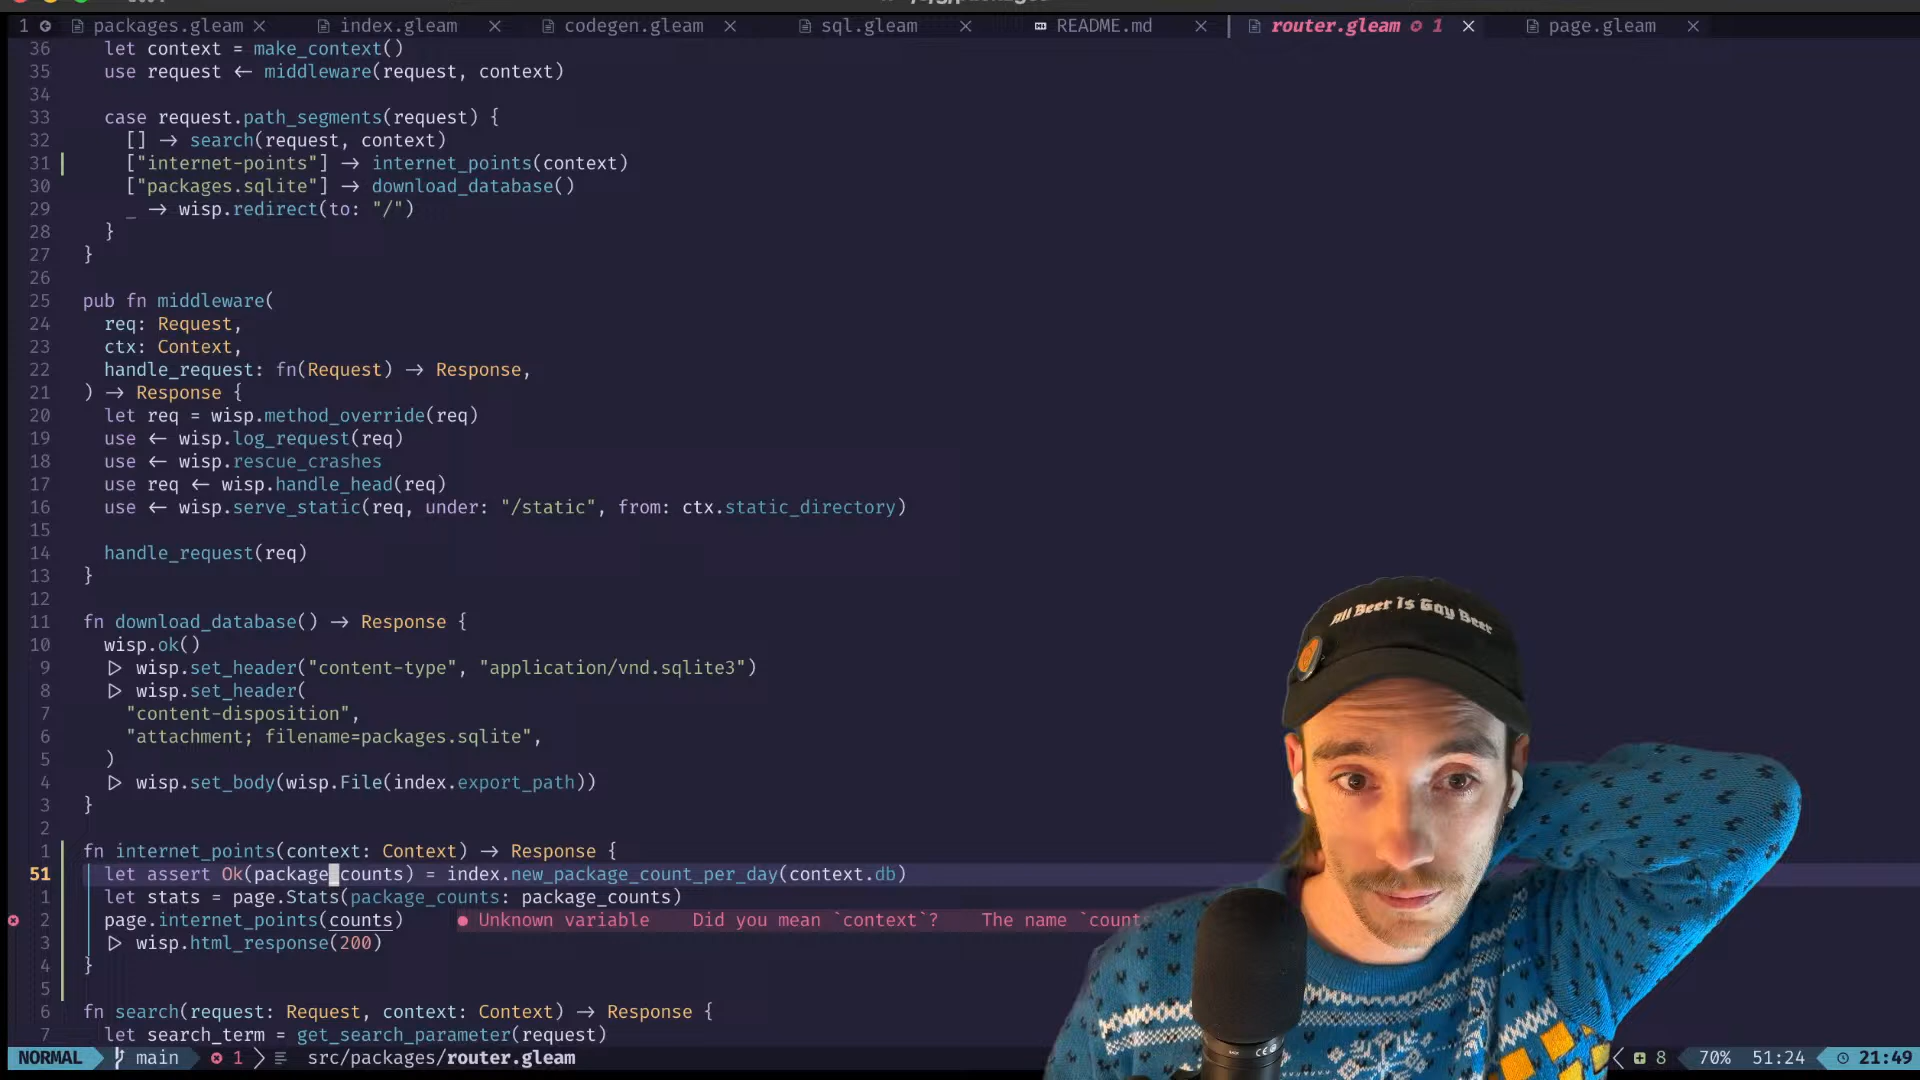 1 packages.gleam index.gleam codegen.gleam sql.gleam README.md router.gleam 1 page.gleam
36 let context = make_context()
35 use request <- middleware(request, context)
34
33 case request.path_segments(request) {
32 [] -> search(request, context)
31 ["internet-points"] -> internet_points(context)
30 ["packages.sqlite"] -> download_database()
29 _ -> wisp.redirect(to: "/")
28 }
27 }
26
25 pub fn middleware(
24 req: Request,
23 ctx: Context,
22 handle_request: fn(Request) -> Response,
21 ) -> Response {
20 let req = wisp.method_override(req)
19 use <- wisp.log_request(req)
18 use <- wisp.rescue_crashes
17 use req <- wisp.handle_head(req)
16 use <- wisp.serve_static(req, under: "/static", from: ctx.static_directory)
15
14 handle_request(req)
13 }
12
11 fn download_database() -> Response {
10 wisp.ok()
9 |> wisp.set_header("content-type", "application/vnd.sqlite3")
8 |> wisp.set_header(
7 "content-disposition",
6 "attachment; filename=packages.sqlite",
5 )
4 |> wisp.set_body(wisp.File(index.export_path))
3 }
2
1 fn internet_points(context: Context) -> Response {
51 let assert Ok(package_counts) = index.new_package_count_per_day(context.db)
1 let stats = page.Stats(package_counts: package_counts)
2 page.internet_points(counts) Unknown variable Did you mean `context`? The name `count
3 |> wisp.html_response(200)
4 }
5
6 fn search(request: Request, context: Context) -> Response {
7 let search_term = get_search_parameter(request)
NORMAL main 1 src/packages/router.gleam 8 70% 51:24 21:49
All Beer Is Gay Beer
CE